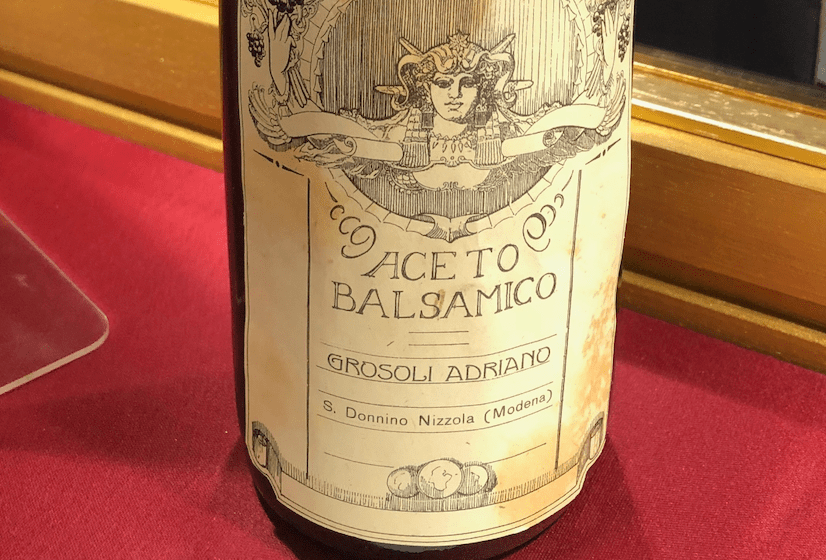 ACETO
BALSAMICO
GROSOLI ADRIANO
S. Donnino Nizzola (Modena)